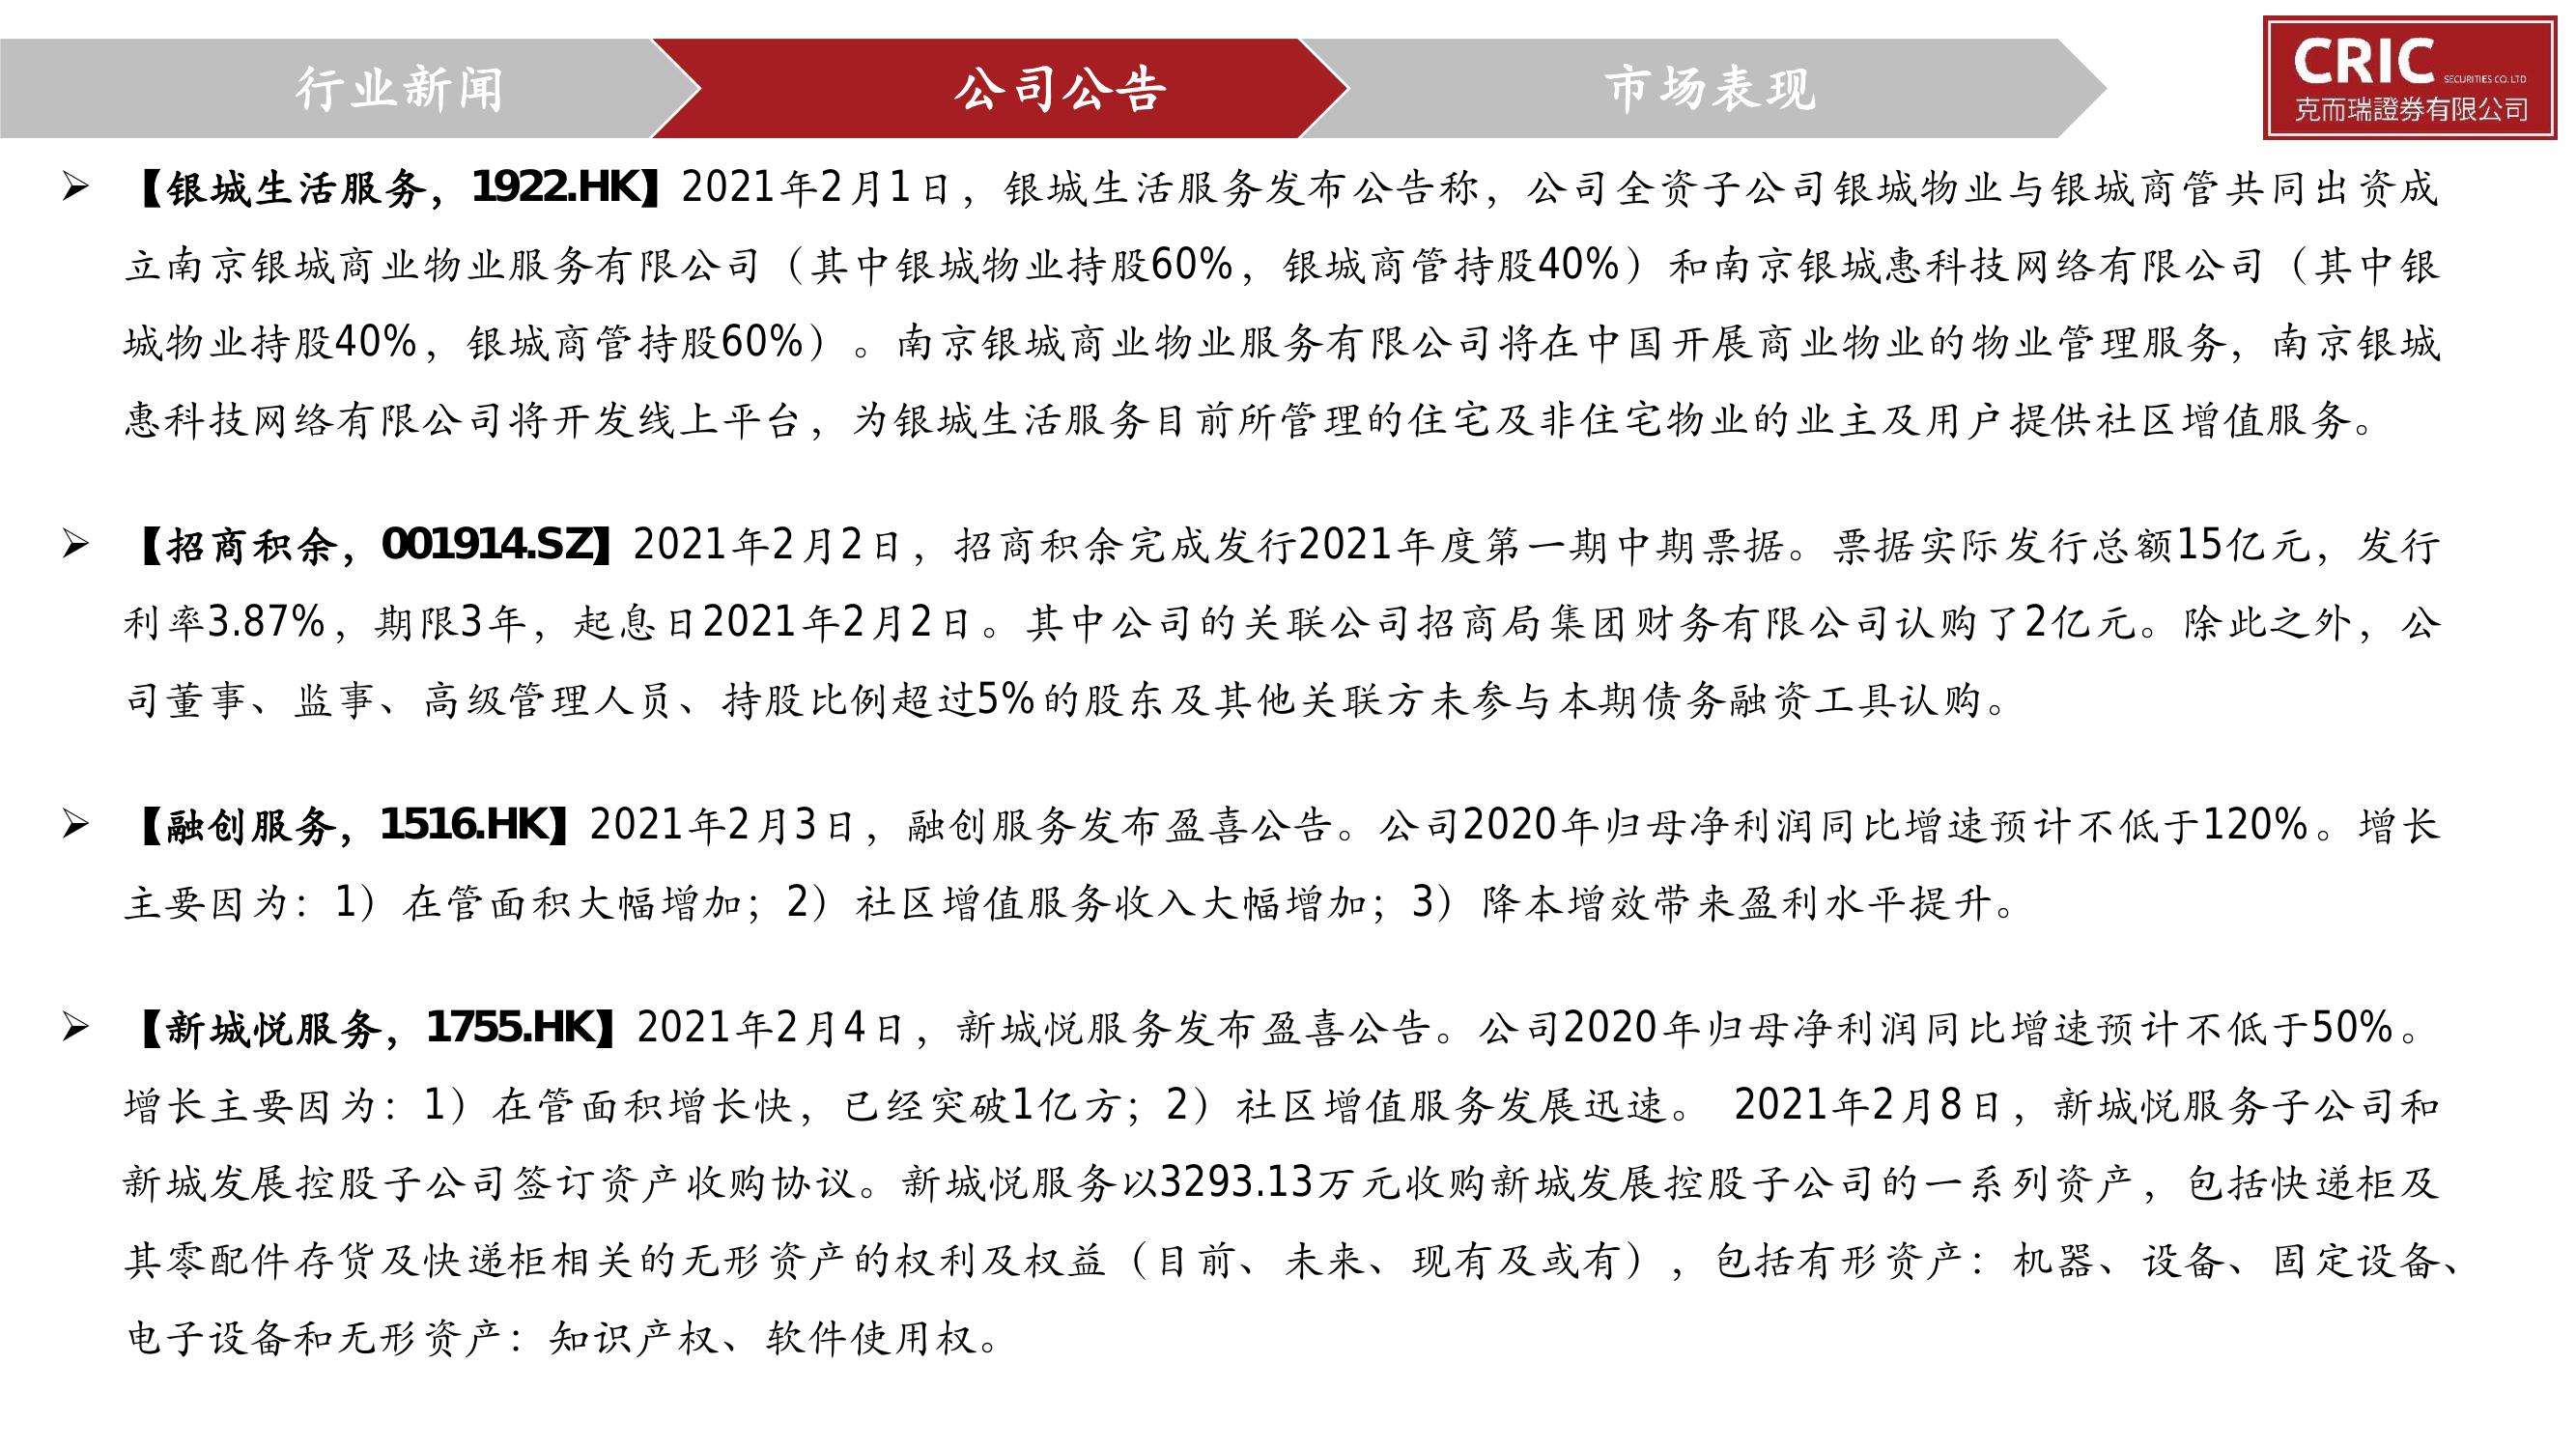 行业新闻
公司公告
市场表现
CRIC SECURITIES CO. LTD
克而瑞證券有限公司
➢ 【银城生活服务，1922.HK】2021年2月1日，银城生活服务发布公告称，公司全资子公司银城物业与银城商管共同出资成
立南京银城商业物业服务有限公司（其中银城物业持股60%，银城商管持股40%）和南京银城惠科技网络有限公司（其中银
城物业持股40%，银城商管持股60%）。南京银城商业物业服务有限公司将在中国开展商业物业的物业管理服务，南京银城
惠科技网络有限公司将开发线上平台，为银城生活服务目前所管理的住宅及非住宅物业的业主及用户提供社区增值服务。
➢ 【招商积余，001914.SZ】2021年2月2日，招商积余完成发行2021年度第一期中期票据。票据实际发行总额15亿元，发行
利率3.87%，期限3年，起息日2021年2月2日。其中公司的关联公司招商局集团财务有限公司认购了2亿元。除此之外，公
司董事、监事、高级管理人员、持股比例超过5%的股东及其他关联方未参与本期债务融资工具认购。
➢ 【融创服务，1516.HK】2021年2月3日，融创服务发布盈喜公告。公司2020年归母净利润同比增速预计不低于120%。增长
主要因为：1）在管面积大幅增加；2）社区增值服务收入大幅增加；3）降本增效带来盈利水平提升。
➢ 【新城悦服务，1755.HK】2021年2月4日，新城悦服务发布盈喜公告。公司2020年归母净利润同比增速预计不低于50%。
增长主要因为：1）在管面积增长快，已经突破1亿方；2）社区增值服务发展迅速。 2021年2月8日，新城悦服务子公司和
新城发展控股子公司签订资产收购协议。新城悦服务以3293.13万元收购新城发展控股子公司的一系列资产，包括快递柜及
其零配件存货及快递柜相关的无形资产的权利及权益（目前、未来、现有及或有），包括有形资产：机器、设备、固定设备、
电子设备和无形资产：知识产权、软件使用权。